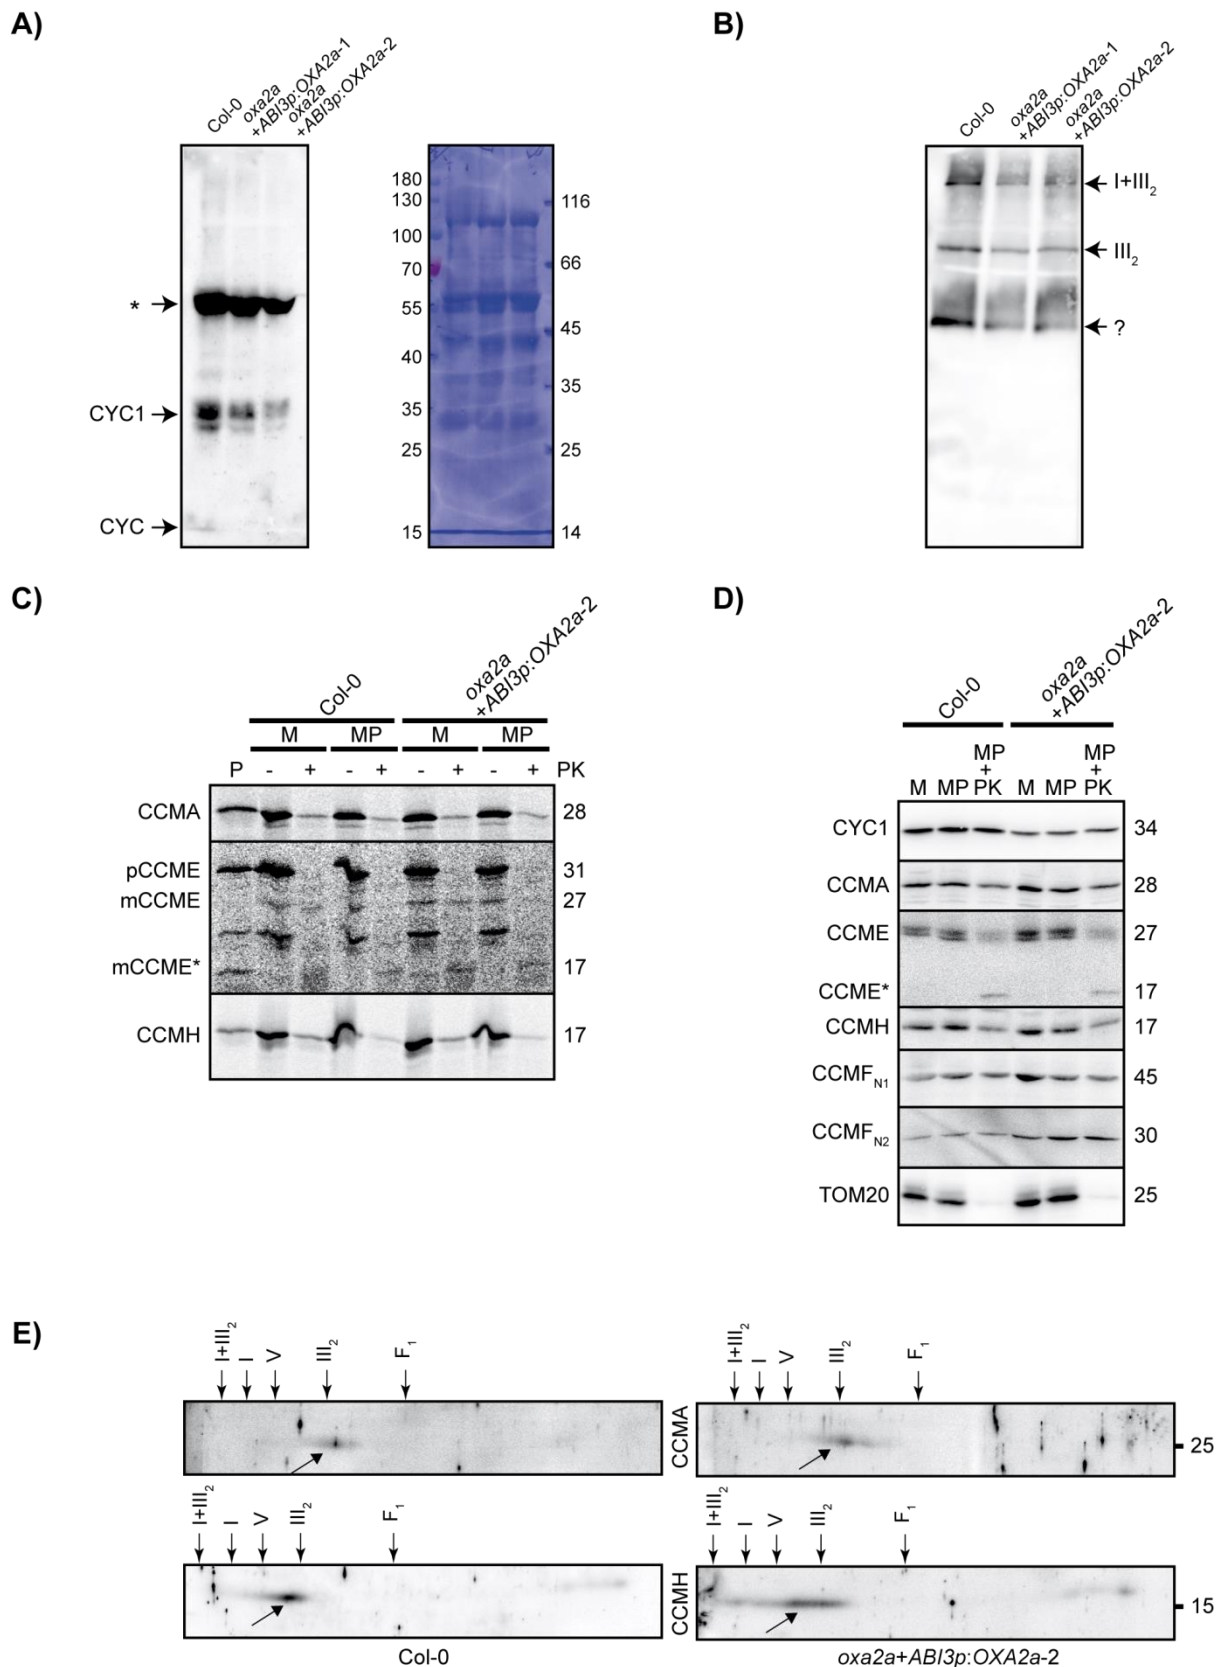 A)
Col-0
oxa2a
+ABI3p:OXA2a-1
oxa2a
+ABI3p:OXA2a-2
*
CYC1
CYC
180
130
100
70
55
40
35
25
15
116
66
45
35
25
14
B)
Col-0
oxa2a
+ABI3p:OXA2a-1
oxa2a
+ABI3p:OXA2a-2
I+III₂
III₂
?
C)
Col-0
oxa2a
+ABI3p:OXA2a-2
M MP M MP
P - + - + - + - + PK
CCMA 28
pCCME 31
mCCME 27
mCCME* 17
CCMH 17
D)
Col-0
oxa2a
+ABI3p:OXA2a-2
M MP MP + PK M MP MP + PK
CYC1 34
CCMA 28
CCME 27
CCME* 17
CCMH 17
CCMF N1 45
CCMF N2 30
TOM20 25
E)
I+III₂ I V III₂ F₁
I+III₂ I V III₂ F₁
CCMA
25
I+III₂ I V III₂ F₁
I+III₂ I V III₂ F₁
CCMH
15
Col-0
oxa2a+ABI3p:OXA2a-2